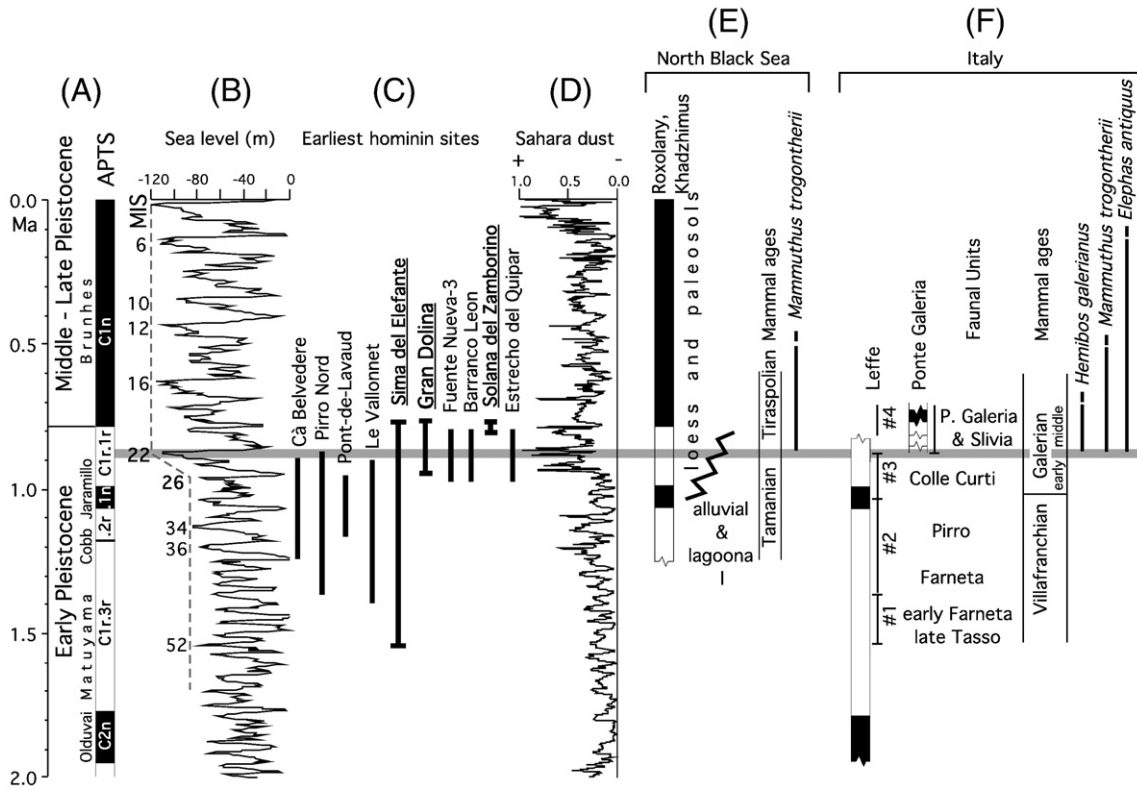 (A)
(B)
(C)
(D)
(E)
(F)
North Black Sea
Italy
APTS
Sea level (m)
Earliest hominin sites
Sahara dust
+ -
-120 -80 -40 0
1.0 0.5 0.0
MIS
0.0
Ma
0.5
1.0
1.5
2.0
Middle - Late Pleistocene
Early Pleistocene
Brunhes
Jaramillo
Cobb
Matuyama
Olduvai
C1n
C1r.1r
.1n
.2r
C1r.3r
C2n
6
10
12
16
22
26
34
36
52
Cà Belvedere
Pirro Nord
Pont-de-Lavaud
Le Vallonnet
Sima del Elefante
Gran Dolina
Fuente Nueva-3
Barranco Leon
Solana del Zamborino
Estrecho del Quipar
Roxolany,
Khadzhimus
loess and paleosols
alluvial
&
lagoona
l
Mammal ages
Tiraspolian
Tamanian
Mammuthus trogontherii
Leffe
Ponte Galeria
Faunal Units
Mammal ages
Hemibos galerianus
Mammuthus trogontherii
Elephas antiquus
#4
#3
#2
#1
P. Galeria
& Slivia
Colle Curti
Pirro
Farneta
early Farneta
late Tasso
Galerian
early middle
Villafranchian